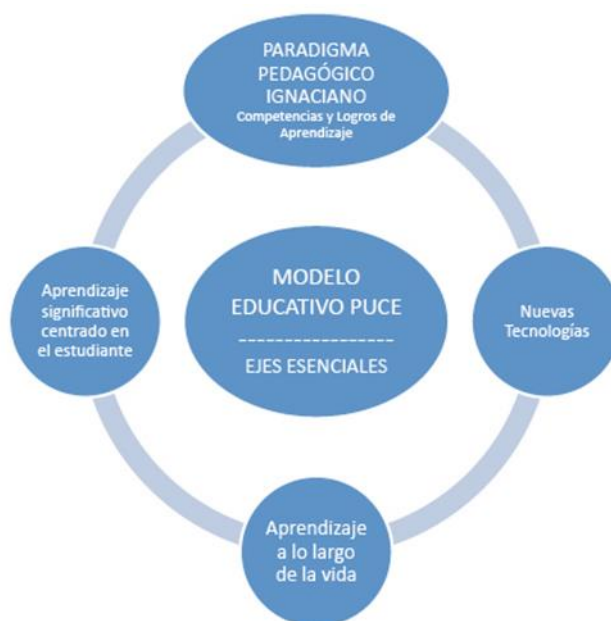 PARADIGMA
PEDAGÓGICO
IGNACIANO
Competencias y Logros de
Aprendizaje
Aprendizaje
significativo
centrado en
el estudiante
MODELO
EDUCATIVO PUCE
-----------------
EJES ESENCIALES
Nuevas
Tecnologías
Aprendizaje
a lo largo
de la vida